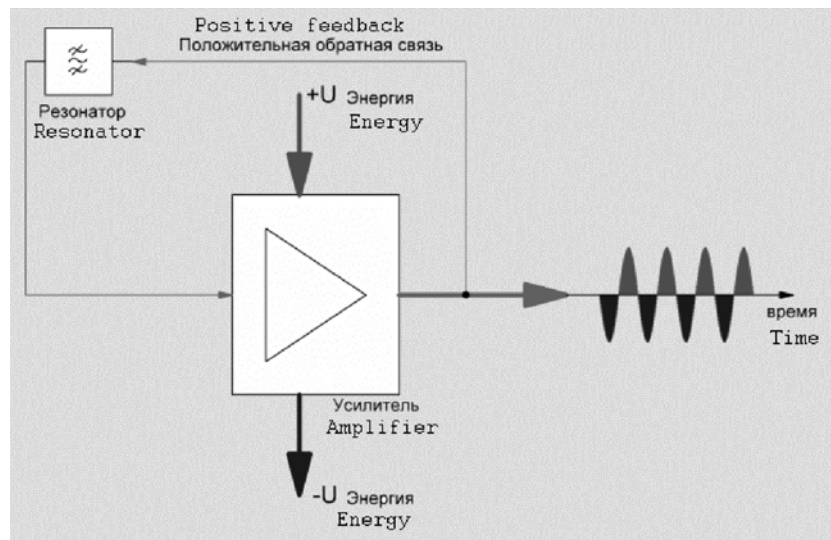 Positive feedback
Положительная обратная связь
Резонатор
Resonator
+U Энергия
Energy
время
Time
Усилитель
Amplifier
-U Энергия
Energy